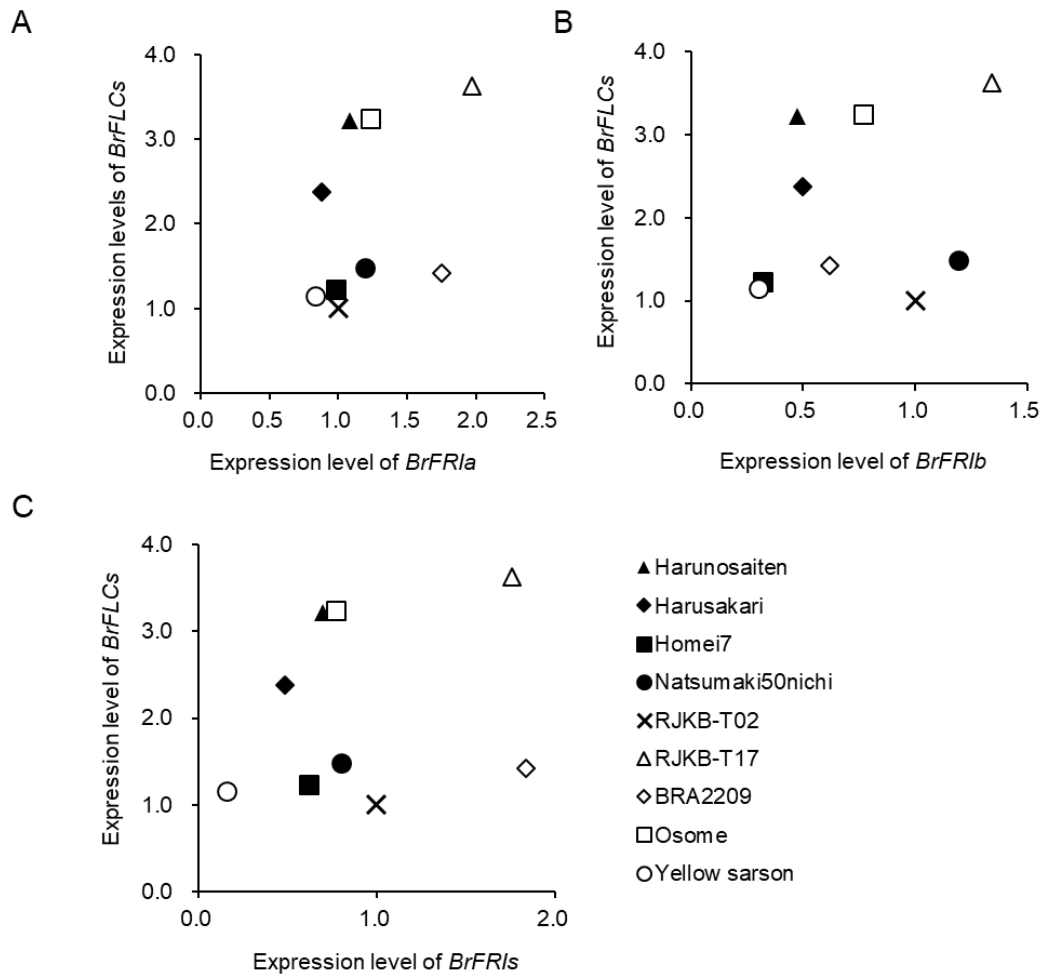 A
Expression levels of BrFLCs
4.0
3.0
2.0
1.0
0.0
0.0 0.5 1.0 1.5 2.0 2.5
Expression level of BrFRIa
B
Expression level of BrFLCs
4.0
3.0
2.0
1.0
0.0
0.0 0.5 1.0 1.5
Expression level of BrFRIb
C
Expression level of BrFLCs
4.0
3.0
2.0
1.0
0.0
0.0 1.0 2.0
Expression level of BrFRIs
Harunosaiten
Harusakari
Homei7
Natsumaki50nichi
RJKB-T02
RJKB-T17
BRA2209
Osome
Yellow sarson